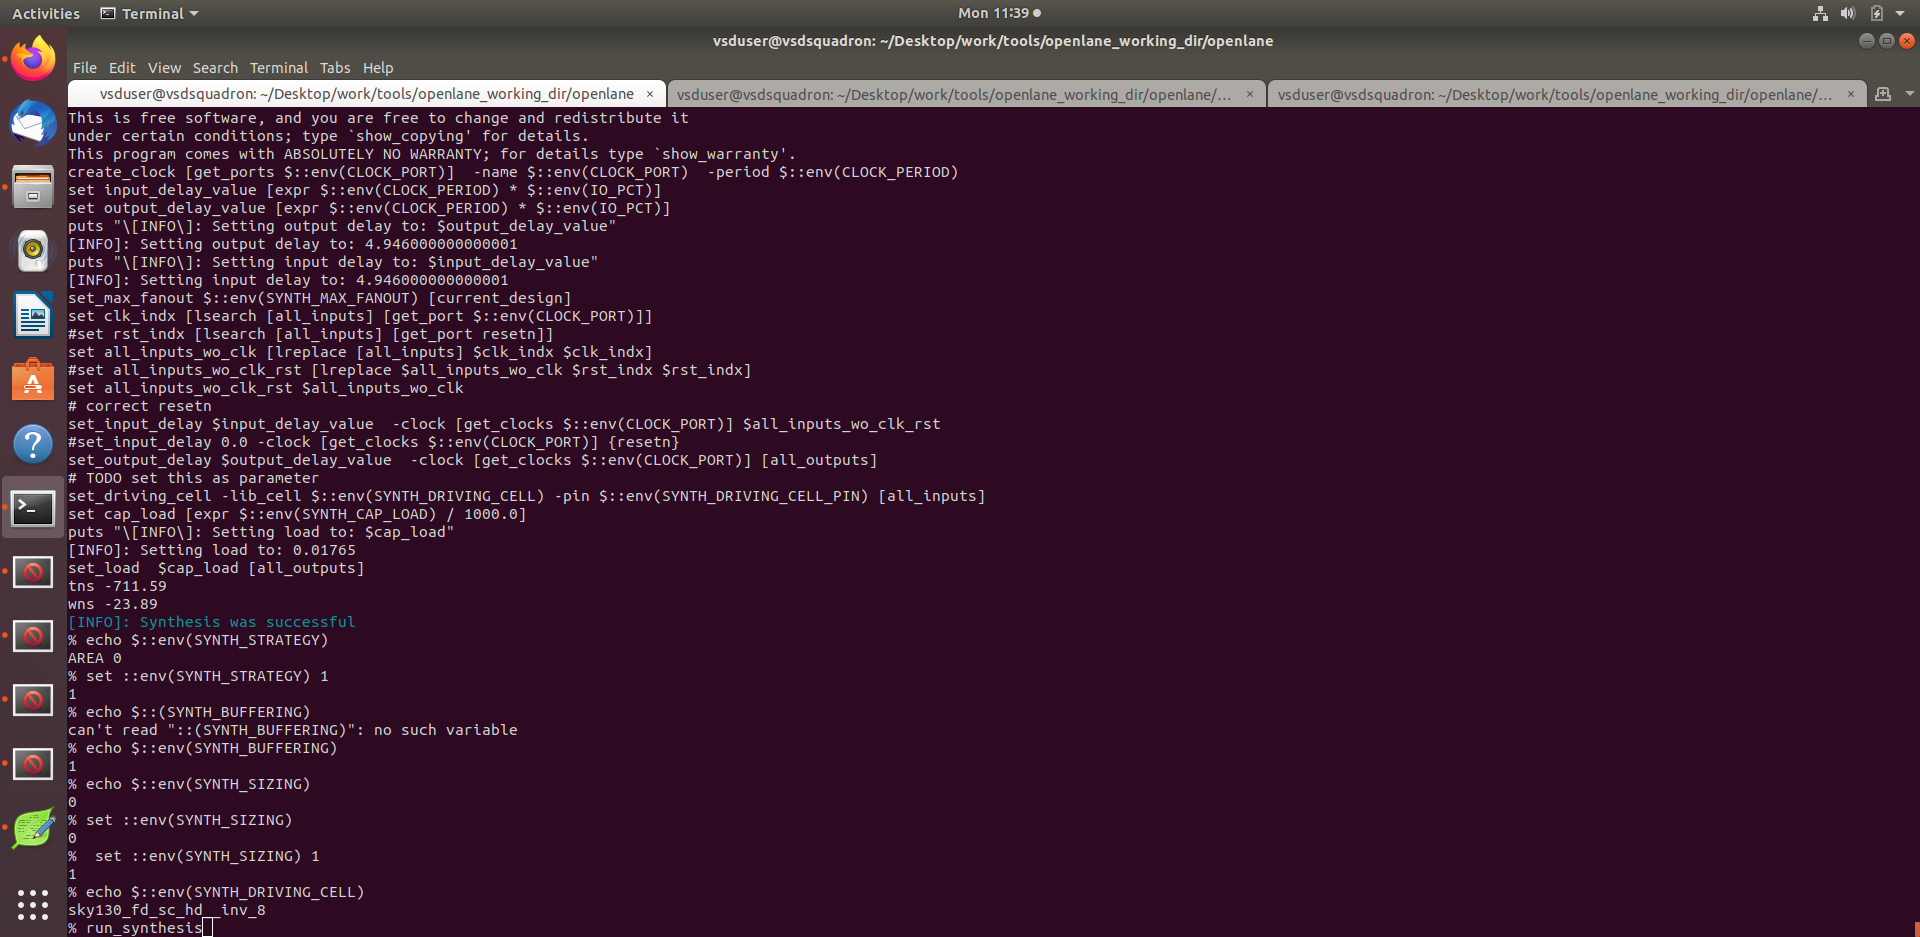 Activities
Terminal
Mon 11:39
vsduser@vsdsquadron: ~/Desktop/work/tools/openlane_working_dir/openlane
File Edit View Search Terminal Tabs Help
vsduser@vsdsquadron: ~/Desktop/work/tools/openlane_working_dir/openlane ×
vsduser@vsdsquadron: ~/Desktop/work/tools/openlane_working_dir/openlane/... ×
vsduser@vsdsquadron: ~/Desktop/work/tools/openlane_working_dir/openlane/... ×
This is free software, and you are free to change and redistribute it
under certain conditions; type `show_copying' for details.
This program comes with ABSOLUTELY NO WARRANTY; for details type `show_warranty'.
create_clock [get_ports $::env(CLOCK_PORT)]  -name $::env(CLOCK_PORT)  -period $::env(CLOCK_PERIOD)
set input_delay_value [expr $::env(CLOCK_PERIOD) * $::env(IO_PCT)]
set output_delay_value [expr $::env(CLOCK_PERIOD) * $::env(IO_PCT)]
puts "\[INFO\]: Setting output delay to: $output_delay_value"
[INFO]: Setting output delay to: 4.946000000000001
puts "\[INFO\]: Setting input delay to: $input_delay_value"
[INFO]: Setting input delay to: 4.946000000000001
set_max_fanout $::env(SYNTH_MAX_FANOUT) [current_design]
set clk_indx [lsearch [all_inputs] [get_port $::env(CLOCK_PORT)]]
#set rst_indx [lsearch [all_inputs] [get_port resetn]]
set all_inputs_wo_clk [lreplace [all_inputs] $clk_indx $clk_indx]
#set all_inputs_wo_clk_rst [lreplace $all_inputs_wo_clk $rst_indx $rst_indx]
set all_inputs_wo_clk_rst $all_inputs_wo_clk
# correct resetn
set_input_delay $input_delay_value  -clock [get_clocks $::env(CLOCK_PORT)] $all_inputs_wo_clk_rst
#set_input_delay 0.0 -clock [get_clocks $::env(CLOCK_PORT)] {resetn}
set_output_delay $output_delay_value  -clock [get_clocks $::env(CLOCK_PORT)] [all_outputs]
# TODO set this as parameter
set_driving_cell -lib_cell $::env(SYNTH_DRIVING_CELL) -pin $::env(SYNTH_DRIVING_CELL_PIN) [all_inputs]
set cap_load [expr $::env(SYNTH_CAP_LOAD) / 1000.0]
puts "\[INFO\]: Setting load to: $cap_load"
[INFO]: Setting load to: 0.01765
set_load  $cap_load [all_outputs]
tns -711.59
wns -23.89
[INFO]: Synthesis was successful
% echo $::env(SYNTH_STRATEGY)
AREA 0
% set ::env(SYNTH_STRATEGY) 1
1
% echo $::(SYNTH_BUFFERING)
can't read "::(SYNTH_BUFFERING)": no such variable
% echo $::env(SYNTH_BUFFERING)
1
% echo $::env(SYNTH_SIZING)
0
% set ::env(SYNTH_SIZING)
0
%  set ::env(SYNTH_SIZING) 1
1
% echo $::env(SYNTH_DRIVING_CELL)
sky130_fd_sc_hd__inv_8
% run_synthesis